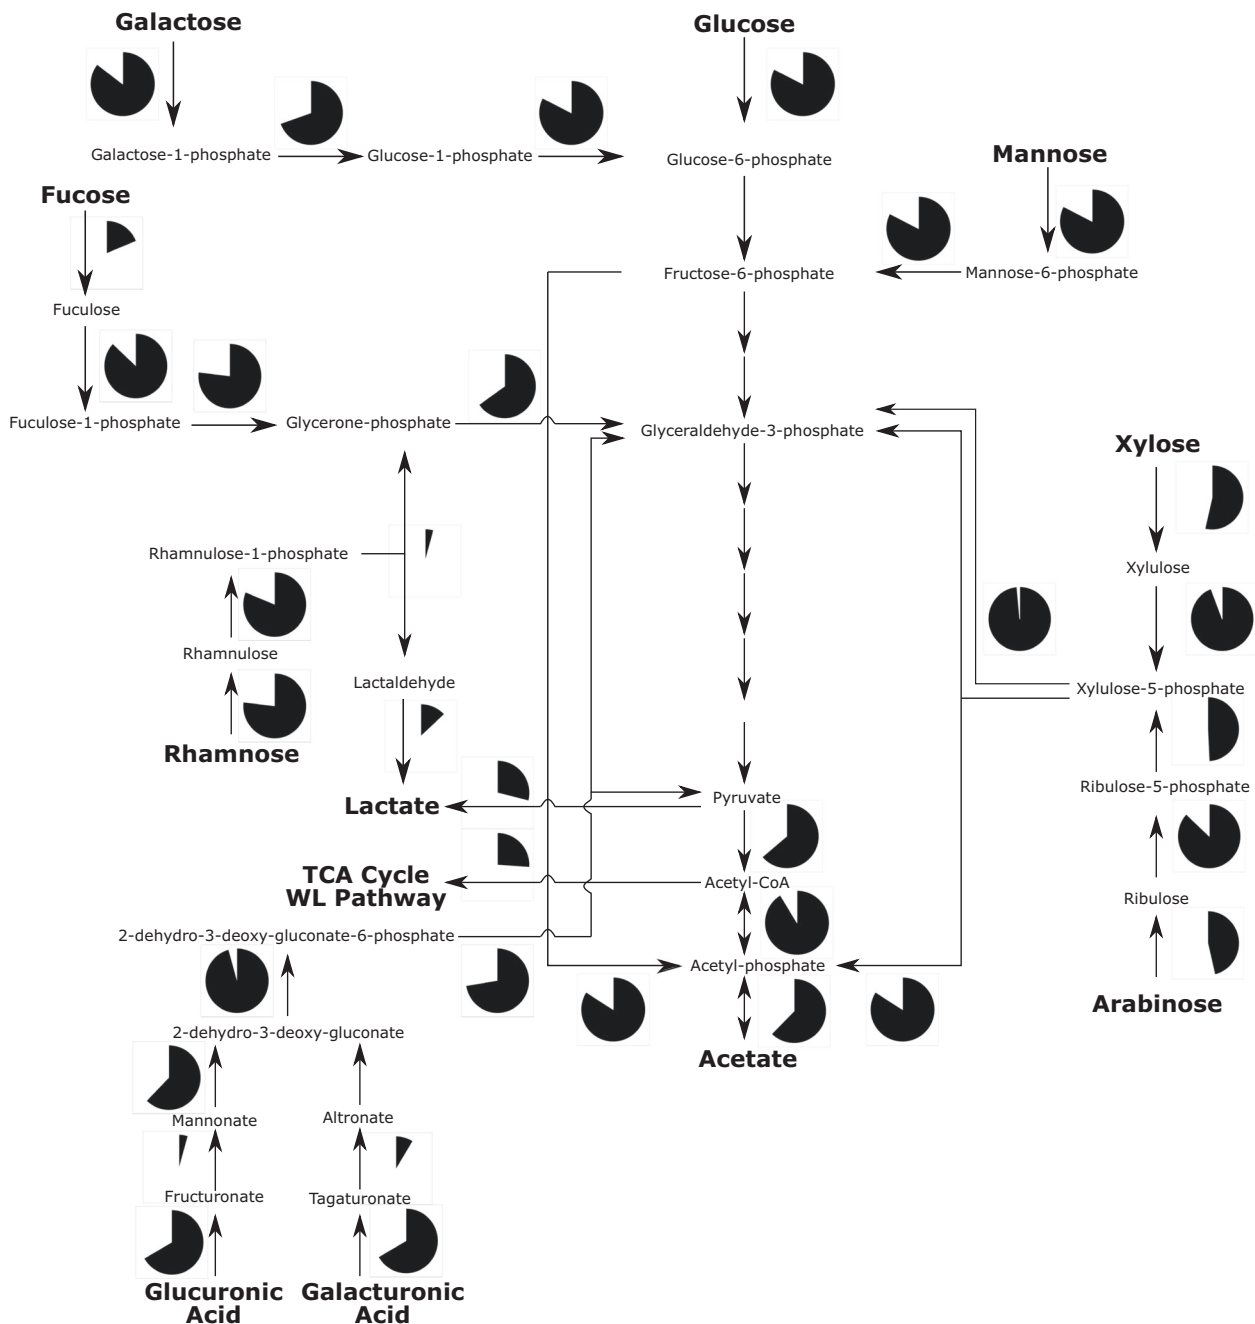 Galactose
Glucose
Galactose-1-phosphate
Glucose-1-phosphate
Glucose-6-phosphate
Mannose
Fucose
Fructose-6-phosphate
Mannose-6-phosphate
Fuculose
Fuculose-1-phosphate
Glycerone-phosphate
Glyceraldehyde-3-phosphate
Xylose
Rhamnulose-1-phosphate
Xylulose
Rhamnulose
Lactaldehyde
Xylulose-5-phosphate
Rhamnose
Ribulose-5-phosphate
Lactate
Pyruvate
TCA Cycle
WL Pathway
Acetyl-CoA
Ribulose
2-dehydro-3-deoxy-gluconate-6-phosphate
Acetyl-phosphate
Arabinose
2-dehydro-3-deoxy-gluconate
Acetate
Mannonate
Altronate
Fructuronate
Tagaturonate
Glucuronic
Acid
Galacturonic
Acid